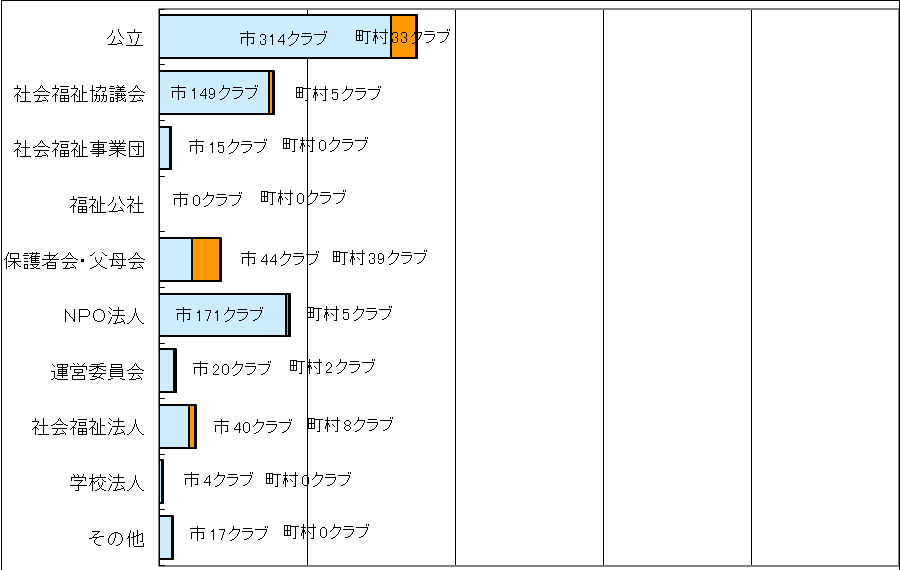 公立 市314クラブ 町村33クラブ
社会福祉協議会 市149クラブ 町村5クラブ
社会福祉事業団 市15クラブ 町村0クラブ
福祉公社 市0クラブ 町村0クラブ
保護者会・父母会 市44クラブ 町村39クラブ
NPO法人 市171クラブ 町村5クラブ
運営委員会 市20クラブ 町村2クラブ
社会福祉法人 市40クラブ 町村8クラブ
学校法人 市4クラブ 町村0クラブ
その他 市17クラブ 町村0クラブ